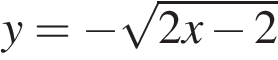 y = −√(2x − 2)